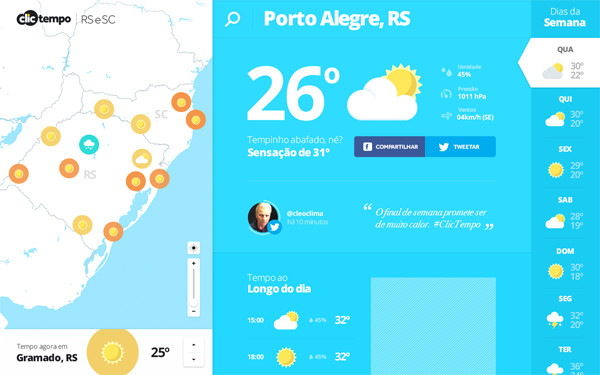 Clictempo RS e SC
SC
RS
Tempo agora em
Gramado, RS
25º
Porto Alegre, RS
26º
Umidade
45%
Pressão
1011 hPa
Ventos
04km/h (SE)
Tempinho abafado, né?
Sensação de 31º
f COMPARTILHAR
TWEETAR
@cleoclima
há 10 minutos
“ O final de semana promete ser
de muito calor. #ClicTempo ”
Tempo ao
Longo do dia
15:00 45% 32º
18:00 45% 32º
Dias da
Semana
QUA
30º
22º
QUI
30º
20º
SEX
29º
20º
SAB
28º
19º
DOM
30º
18º
SEG
32º
20º
TER
36º